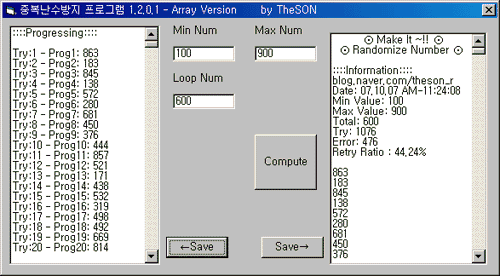 중복난수방지 프로그램 1,2,0,1 - Array Version by TheSON
::::Progressing::::
Try:1 - Prog1: 863
Try:2 - Prog2: 183
Try:3 - Prog3: 845
Try:4 - Prog4: 138
Try:5 - Prog5: 572
Try:6 - Prog6: 280
Try:7 - Prog7: 681
Try:8 - Prog8: 450
Try:9 - Prog9: 376
Try:10 - Prog10: 444
Try:11 - Prog11: 857
Try:12 - Prog12: 521
Try:13 - Prog13: 171
Try:14 - Prog14: 438
Try:15 - Prog15: 532
Try:16 - Prog16: 319
Try:17 - Prog17: 498
Try:18 - Prog18: 492
Try:19 - Prog19: 669
Try:20 - Prog20: 814
Min Num
Max Num
100
900
Loop Num
600
Compute
←Save
Save→
⊙ Make It ~!! ⊙
⊙ Randomize Number ⊙
::::Information::::
blog,naver,com/theson_r
Date: 07,10,07 AM-11:24:08
Min Value: 100
Max Value: 900
Total: 600
Try: 1076
Error: 476
Retry Ratio : 44,24%
863
183
845
138
572
280
681
450
376